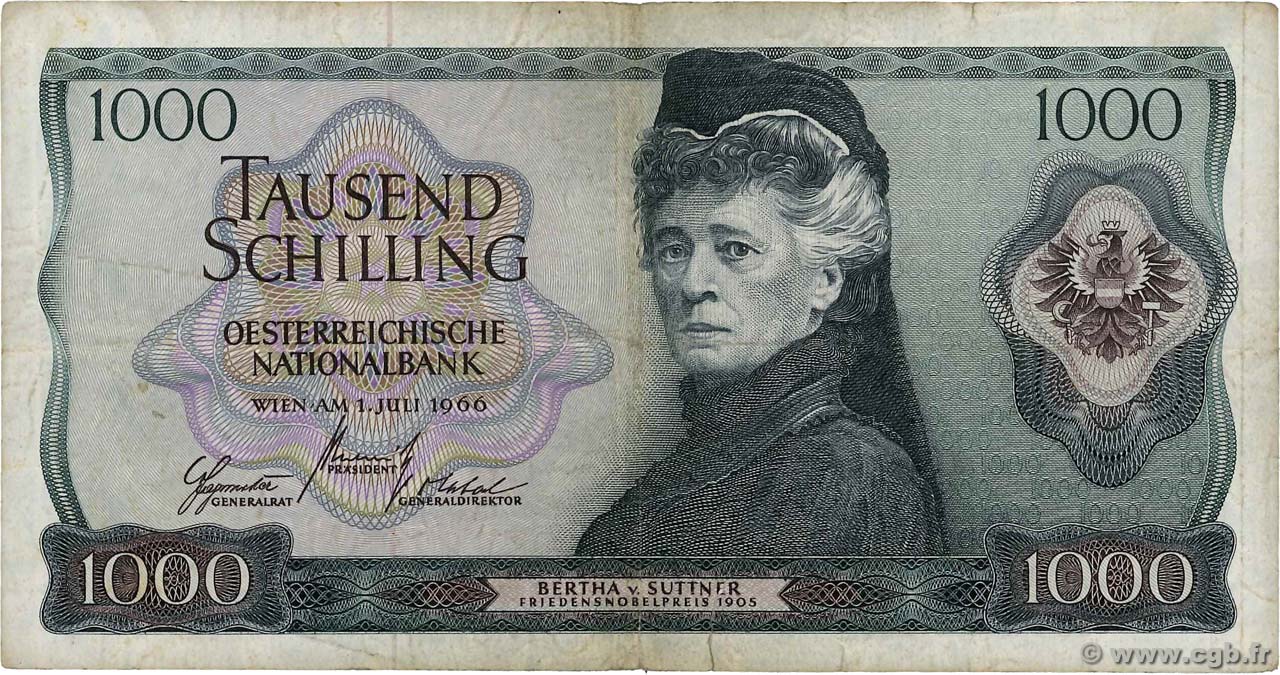 1000
1000
TAUSEND
SCHILLING
OESTERREICHISCHE
NATIONALBANK
WIEN AM 1. JULI 1966
PRÄSIDENT
GENERALRAT
GENERALDIREKTOR
1000
1000
BERTHA v. SUTTNER
FRIEDENSNOBELPREIS 1905
© www.cgb.fr